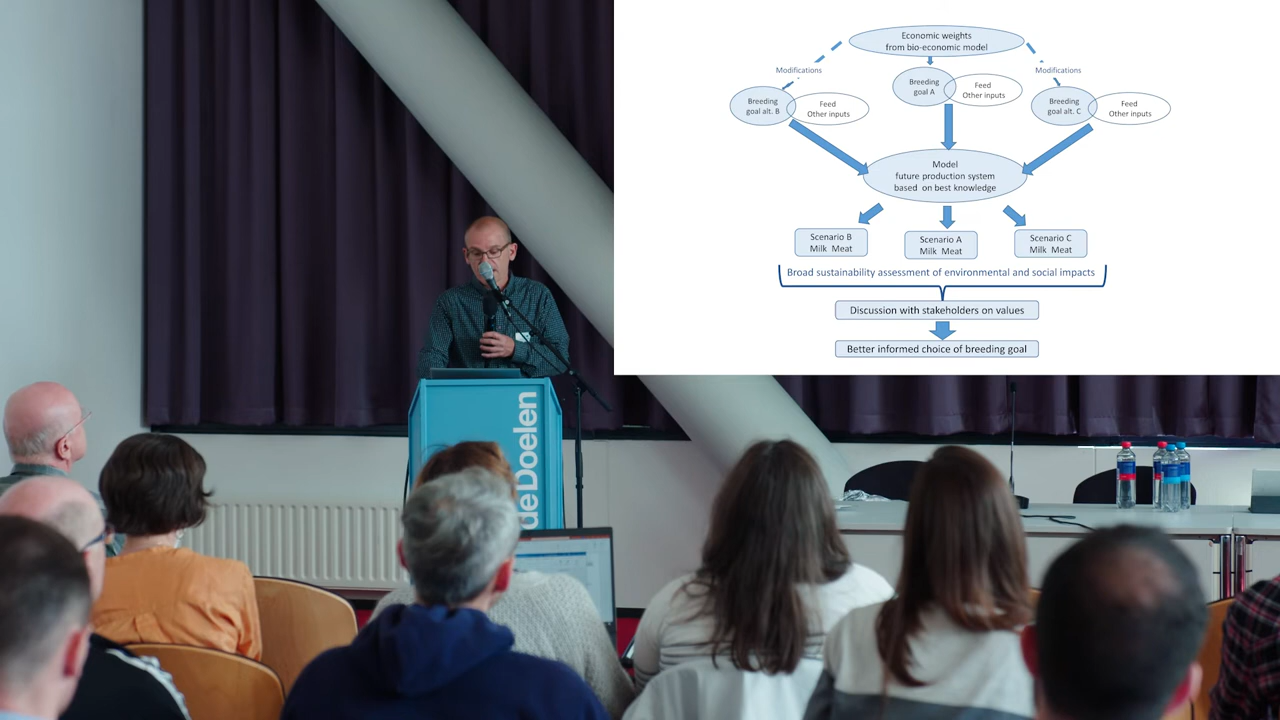 Economic weights
from bio-economic model
Modifications
Modifications
Breeding
goal alt. B
Feed
Other inputs
Breeding
goal A
Feed
Other inputs
Breeding
goal alt. C
Feed
Other inputs
Model
future production system
based on best knowledge
Scenario B
Milk Meat
Scenario A
Milk Meat
Scenario C
Milk Meat
Broad sustainability assessment of environmental and social impacts
Discussion with stakeholders on values
Better informed choice of breeding goal
deDoelen